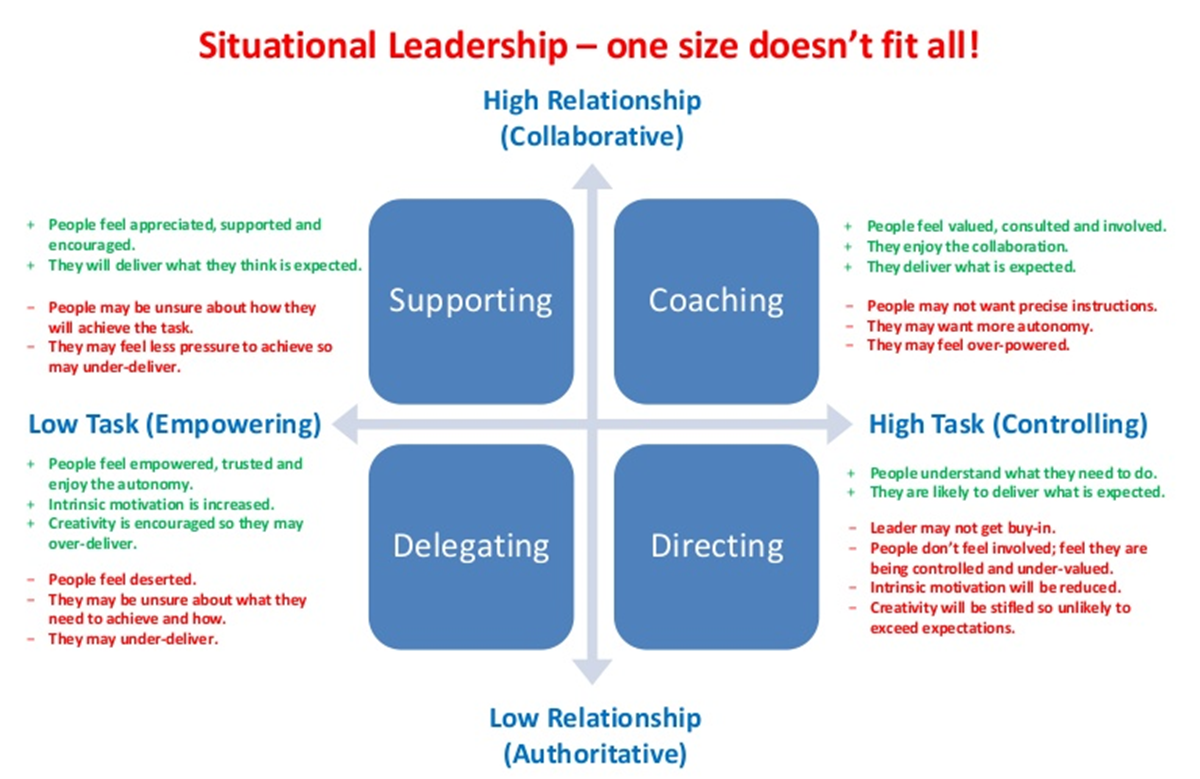 Situational Leadership – one size doesn't fit all!
High Relationship
(Collaborative)
+ People feel appreciated, supported and
encouraged.
+ They will deliver what they think is expected.
– People may be unsure about how they
will achieve the task.
– They may feel less pressure to achieve so
may under-deliver.
Supporting
Coaching
+ People feel valued, consulted and involved.
+ They enjoy the collaboration.
+ They deliver what is expected.
– People may not want precise instructions.
– They may want more autonomy.
– They may feel over-powered.
Low Task (Empowering)
High Task (Controlling)
+ People feel empowered, trusted and
enjoy the autonomy.
+ Intrinsic motivation is increased.
+ Creativity is encouraged so they may
over-deliver.
– People feel deserted.
– They may be unsure about what they
need to achieve and how.
– They may under-deliver.
Delegating
Directing
+ People understand what they need to do.
+ They are likely to deliver what is expected.
– Leader may not get buy-in.
– People don't feel involved; feel they are
being controlled and under-valued.
– Intrinsic motivation will be reduced.
– Creativity will be stifled so unlikely to
exceed expectations.
Low Relationship
(Authoritative)